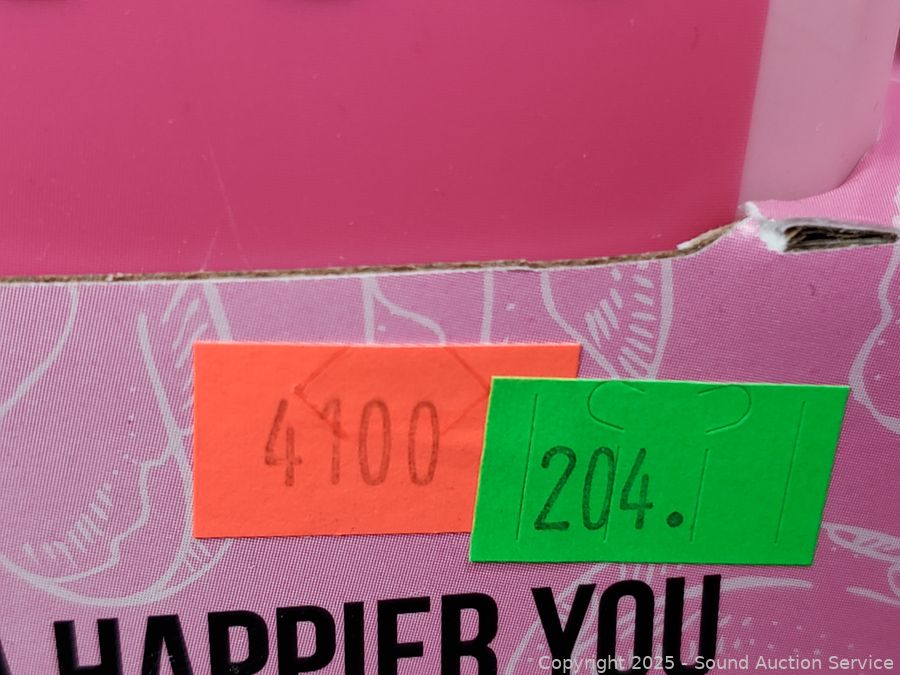 4100
204.
A HAPPIER YOU
Copyright 2025 - Sound Auction Service